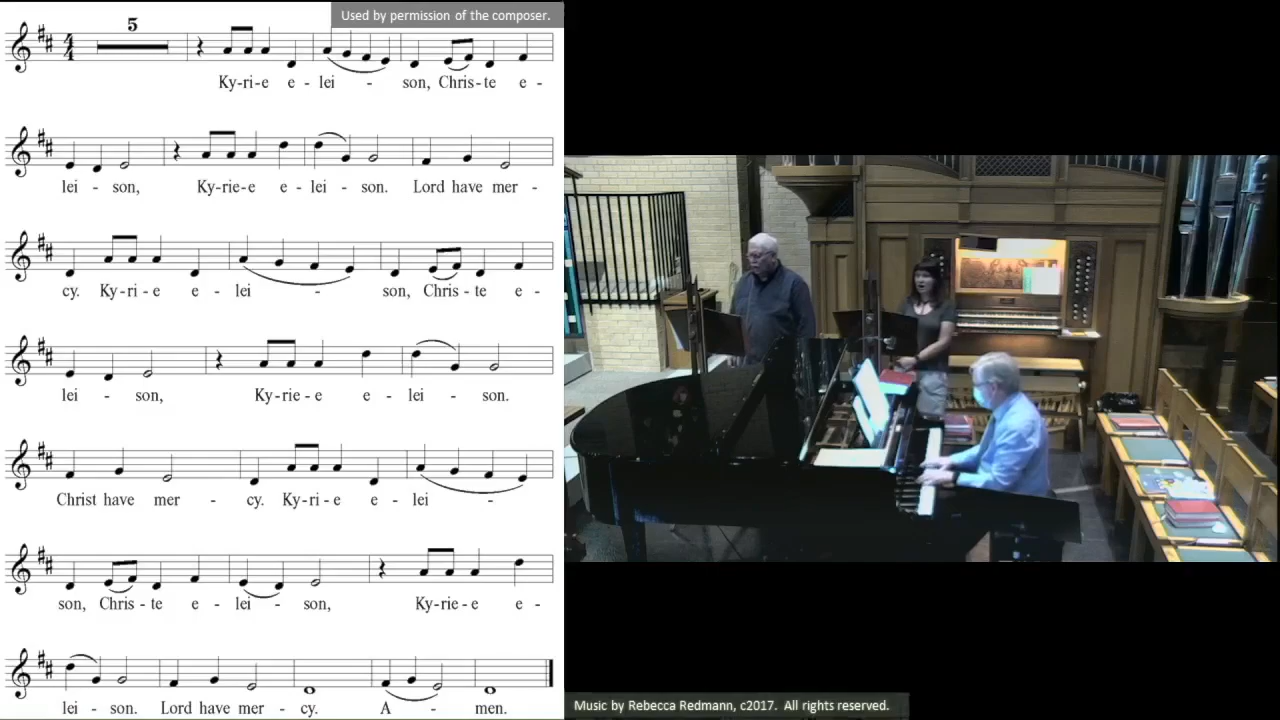 Used by permission of the composer.
5
4
4
Ky-ri-e e - lei - son, Chris-te e -
lei - son, Ky-rie-e e - lei - son. Lord have mer -
cy. Ky-ri-e e - lei - son, Chris-te e -
lei - son, Ky-rie-e e - lei - son.
Christ have mer - cy. Ky-ri-e e - lei -
son, Chris-te e - lei - son, Ky-rie-e e -
lei - son. Lord have mer - cy. A - men.
Music by Rebecca Redmann, c2017. All rights reserved.